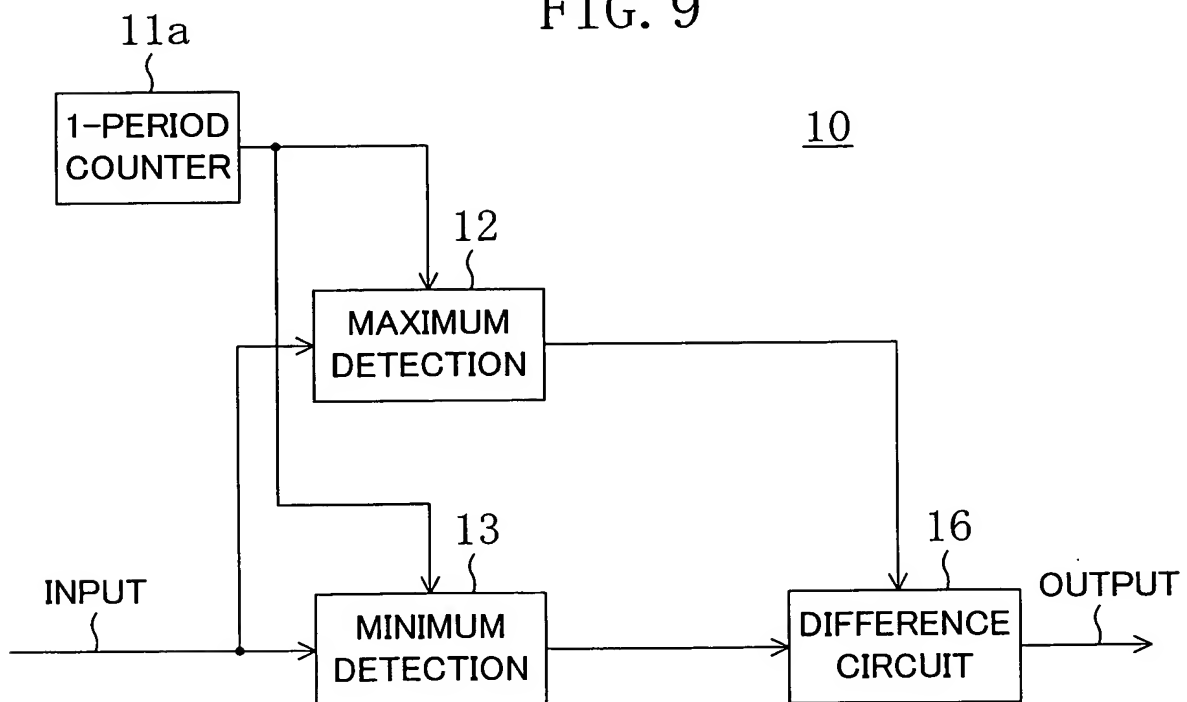 FIG. 9
11a
1-PERIOD
COUNTER
10
12
MAXIMUM
DETECTION
13
MINIMUM
DETECTION
16
DIFFERENCE
CIRCUIT
INPUT
OUTPUT